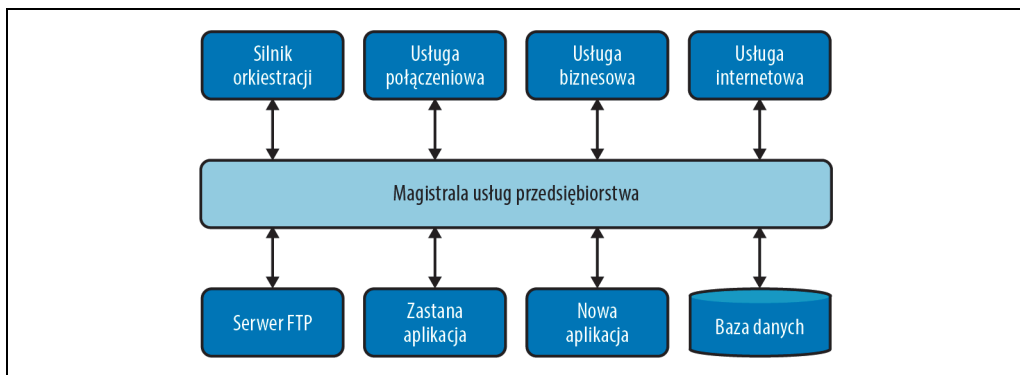 Silnik
orkiestracji
Usługa
połączeniowa
Usługa
biznesowa
Usługa
internetowa
Magistrala usług przedsiębiorstwa
Serwer FTP
Zastana
aplikacja
Nowa
aplikacja
Baza danych